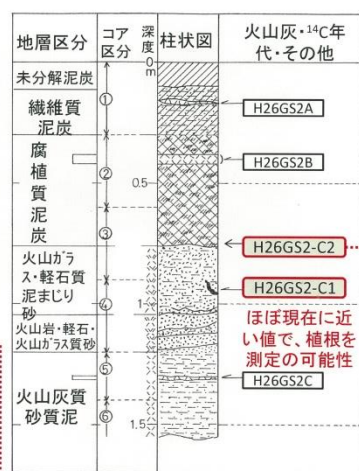 地層区分
コア
区分
深
度
柱状図
火山灰・¹⁴C年
代・その他
0
m
未分解泥炭
①
繊維質
泥炭
H26GS2A
腐
植
質
泥
炭
②
H26GS2B
0.5
③
H26GS2-C2
火山ガラ
ス・軽石質
泥まじり
砂
④
H26GS2-C1
1
ほぼ現在に近
い値で、植根を
測定の可能性
火山岩・軽石・
火山ガラス質砂
⑤
H26GS2C
火山灰質
砂質泥
⑥
1.5